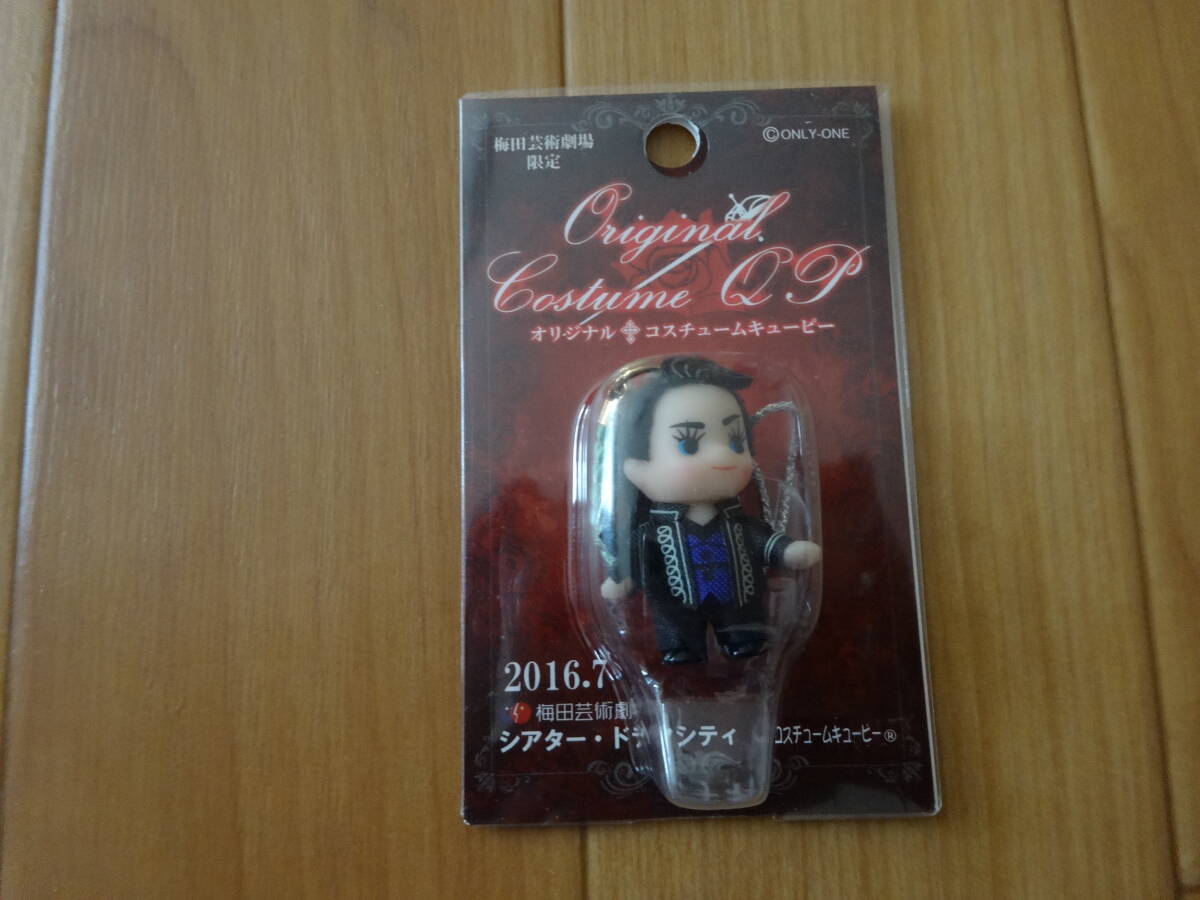 梅田芸術劇場
限定
©ONLY-ONE
Original
Costume QP
オリジナル コスチュームキューピー
2016.7
梅田芸術劇
シアター・ドラマシティ
コスチュームキューピー®